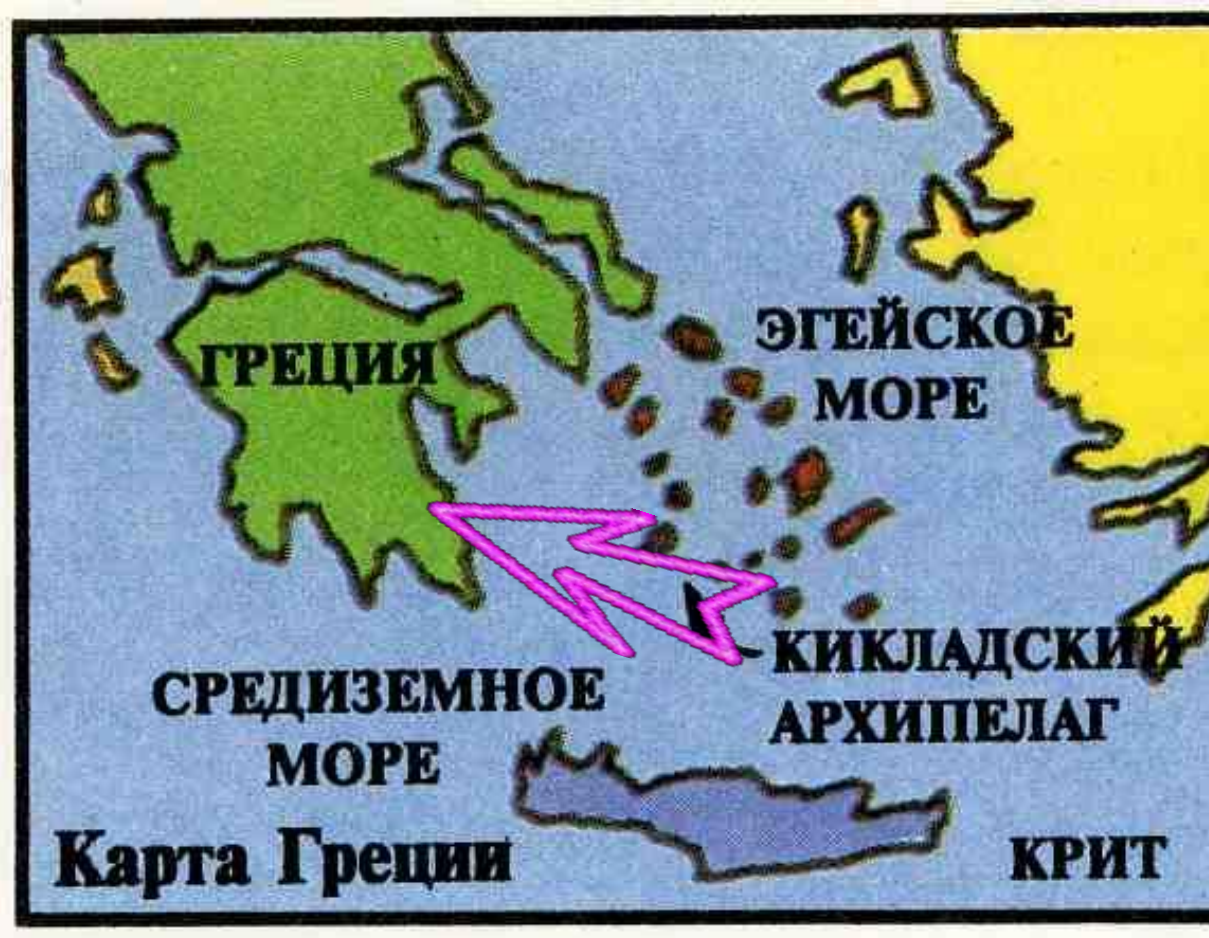 ГРЕЦИЯ
ЭГЕЙСКОЕ
МОРЕ
КИКЛАДСКИЙ
АРХИПЕЛАГ
СРЕДИЗЕМНОЕ
МОРЕ
Карта Греции
КРИТ